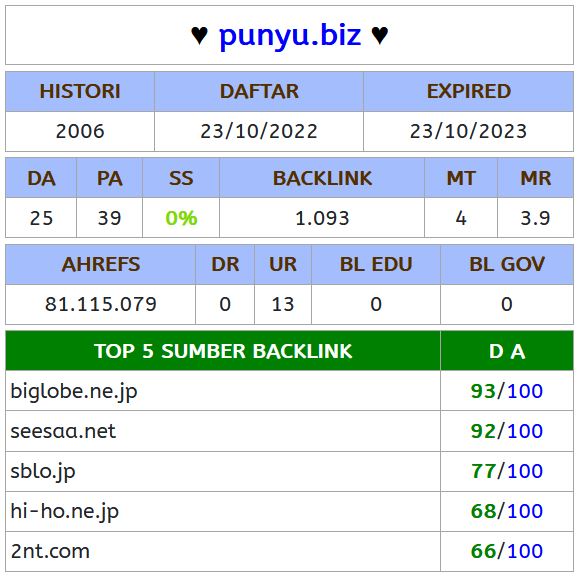 ♥ punyu.biz ♥
HISTORI DAFTAR EXPIRED
2006 23/10/2022 23/10/2023
DA PA SS BACKLINK MT MR
25 39 0% 1.093 4 3.9
AHREFS DR UR BL EDU BL GOV
81.115.079 0 13 0 0
TOP 5 SUMBER BACKLINK D A
biglobe.ne.jp 93/100
seesaa.net 92/100
sblo.jp 77/100
hi-ho.ne.jp 68/100
2nt.com 66/100